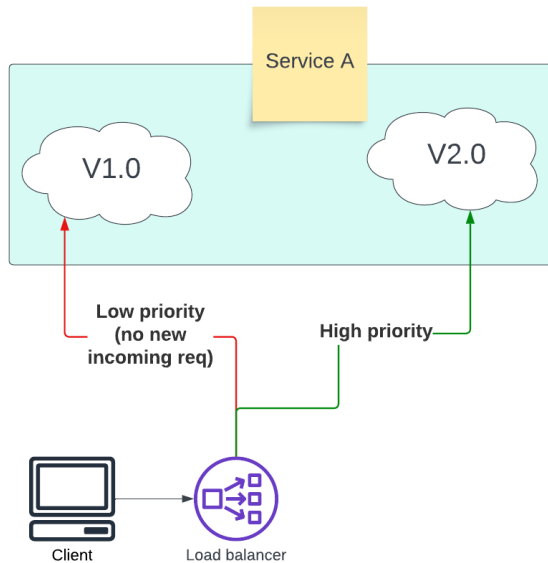 Service A
V1.0
V2.0
Low priority
(no new
incoming req)
High priority
Client
Load balancer